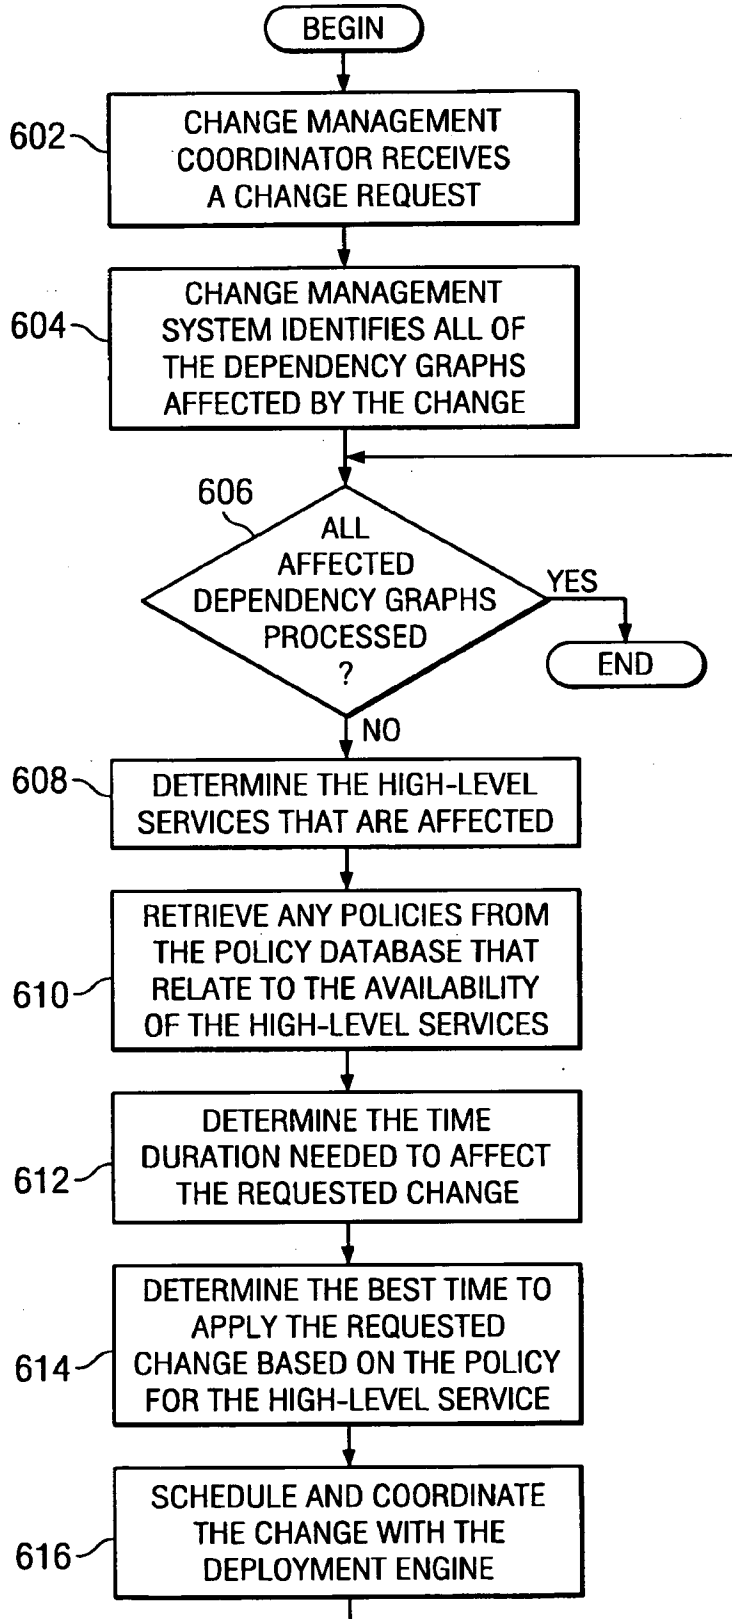 BEGIN
602
CHANGE MANAGEMENT
COORDINATOR RECEIVES
A CHANGE REQUEST
604
CHANGE MANAGEMENT
SYSTEM IDENTIFIES ALL OF
THE DEPENDENCY GRAPHS
AFFECTED BY THE CHANGE
606
ALL
AFFECTED
DEPENDENCY GRAPHS
PROCESSED
?
YES
END
NO
608
DETERMINE THE HIGH-LEVEL
SERVICES THAT ARE AFFECTED
610
RETRIEVE ANY POLICIES FROM
THE POLICY DATABASE THAT
RELATE TO THE AVAILABILITY
OF THE HIGH-LEVEL SERVICES
612
DETERMINE THE TIME
DURATION NEEDED TO AFFECT
THE REQUESTED CHANGE
614
DETERMINE THE BEST TIME TO
APPLY THE REQUESTED
CHANGE BASED ON THE POLICY
FOR THE HIGH-LEVEL SERVICE
616
SCHEDULE AND COORDINATE
THE CHANGE WITH THE
DEPLOYMENT ENGINE